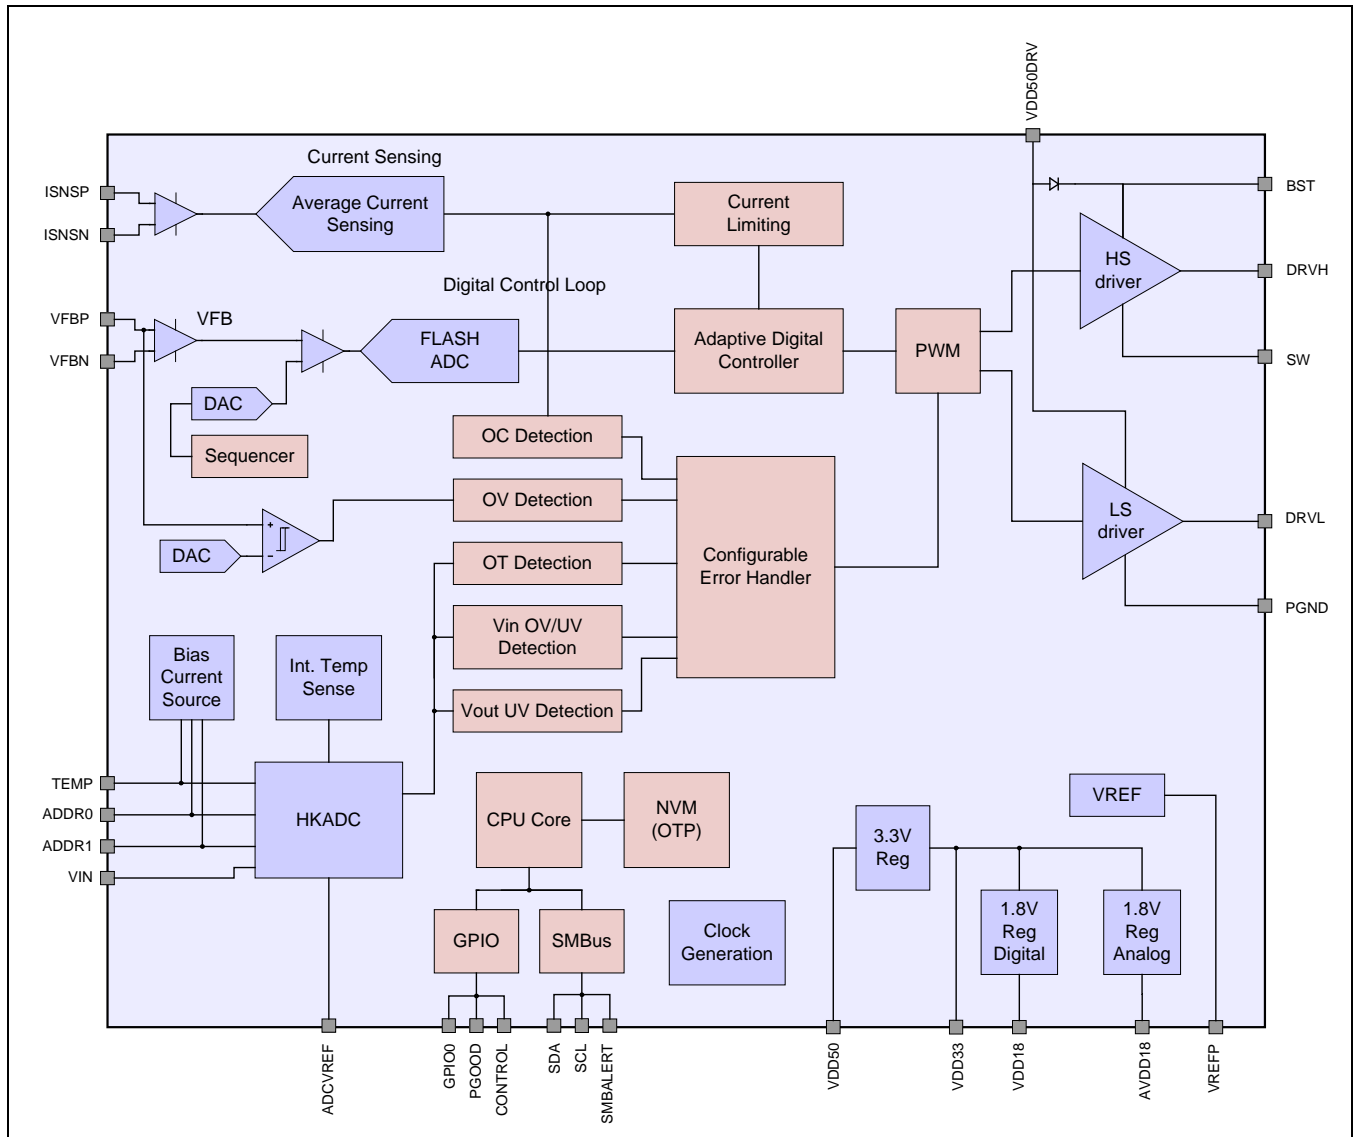 VDD50DRV
Current Sensing
ISNSP
ISNSN
Average Current
Sensing
Current
Limiting
BST
HS
driver
DRVH
SW
Digital Control Loop
VFBP
VFBN
VFB
FLASH
ADC
Adaptive Digital
Controller
PWM
DAC
Sequencer
OC Detection
OV Detection
+
-
DAC
OT Detection
Configurable
Error Handler
LS
driver
DRVL
PGND
Vin OV/UV
Detection
Vout UV Detection
Bias
Current
Source
Int. Temp
Sense
TEMP
ADDR0
ADDR1
VIN
HKADC
CPU Core
NVM
(OTP)
VREF
3.3V
Reg
GPIO
SMBus
Clock
Generation
1.8V
Reg
Digital
1.8V
Reg
Analog
ADCVREF
GPIO0
PGOOD
CONTROL
SDA
SCL
SMBALERT
VDD50
VDD33
VDD18
AVDD18
VREFP